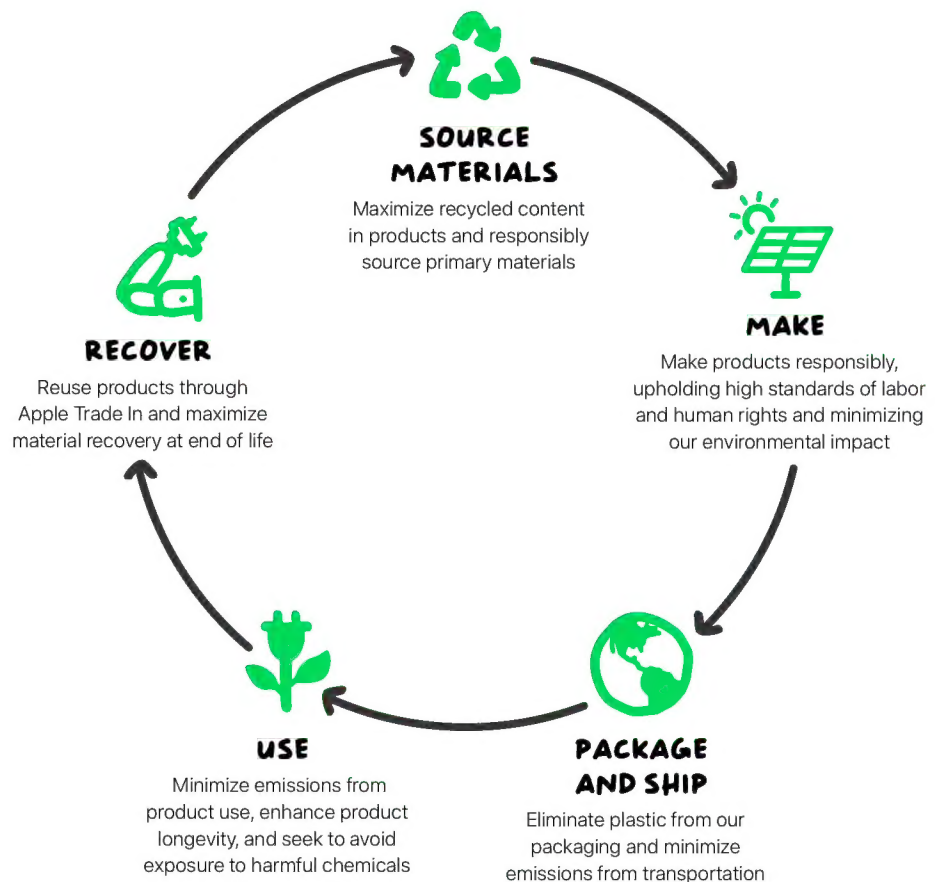 SOURCE
MATERIALS
Maximize recycled content
in products and responsibly
source primary materials
MAKE
Make products responsibly,
upholding high standards of labor
and human rights and minimizing
our environmental impact
PACKAGE
AND SHIP
Eliminate plastic from our
packaging and minimize
emissions from transportation
USE
Minimize emissions from
product use, enhance product
longevity, and seek to avoid
exposure to harmful chemicals
RECOVER
Reuse products through
Apple Trade In and maximize
material recovery at end of life